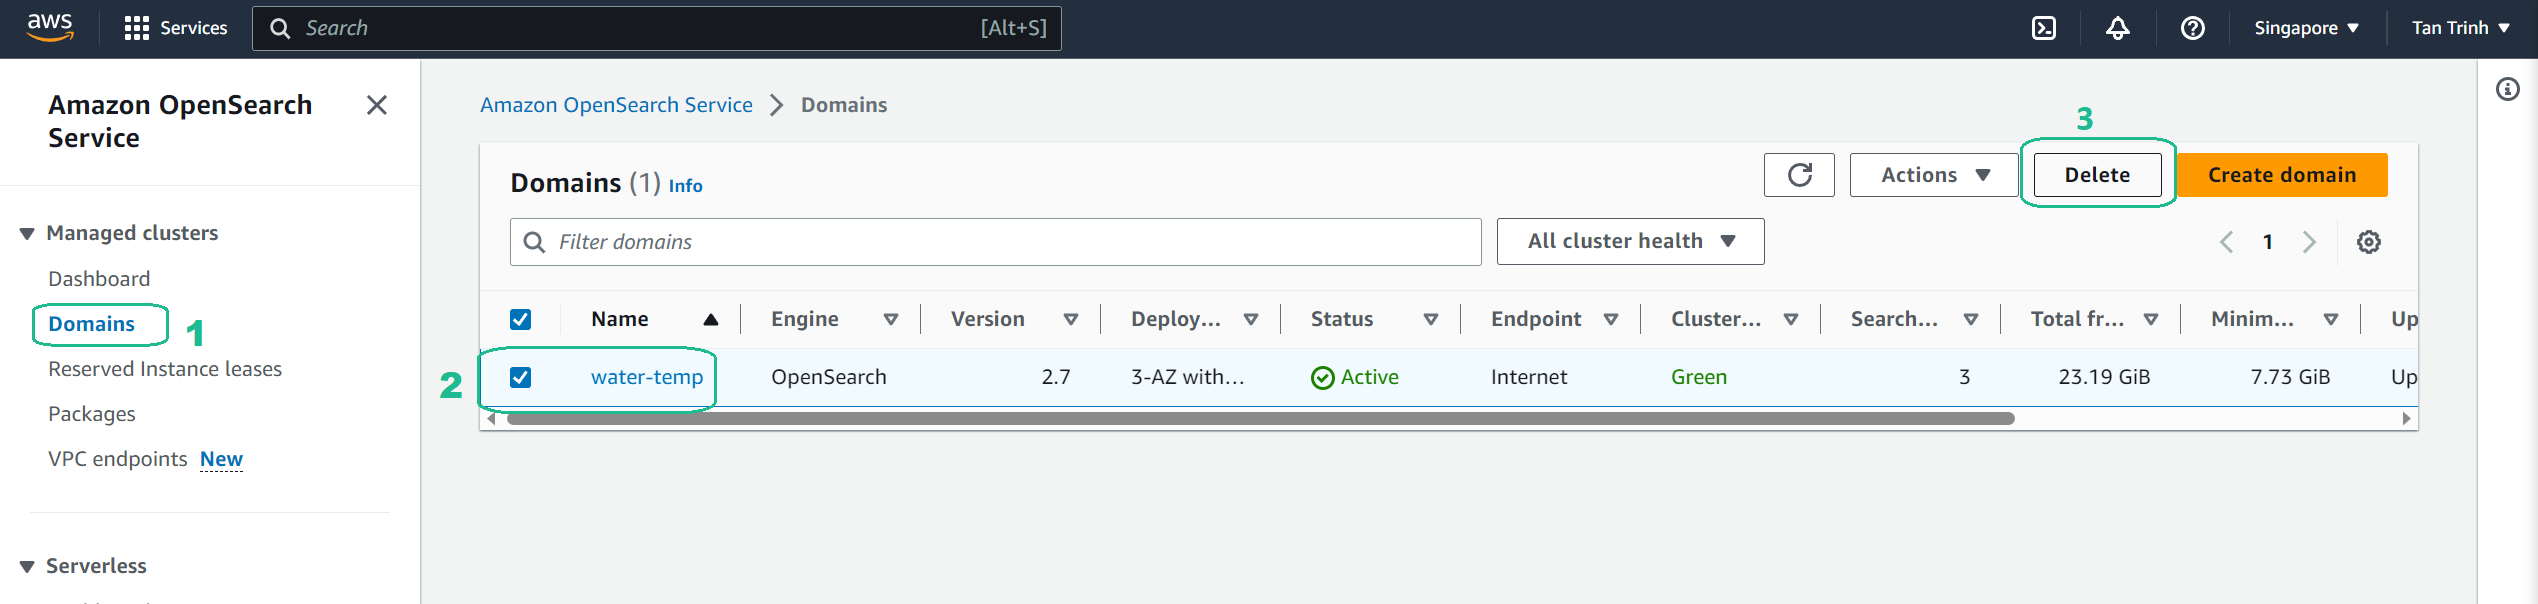 aws
Services
Search
[Alt+S]
Singapore
Tan Trinh
Amazon OpenSearch
Service
Managed clusters
Dashboard
Domains
1
Reserved Instance leases
Packages
VPC endpoints New
Serverless
Amazon OpenSearch Service
Domains
3
Domains (1) Info
Actions
Delete
Create domain
Filter domains
All cluster health
1
Name
Engine
Version
Deploy...
Status
Endpoint
Cluster...
Search...
Total fr...
Minim...
Up
2
water-temp
OpenSearch
2.7
3-AZ with...
Active
Internet
Green
3
23.19 GiB
7.73 GiB
Up